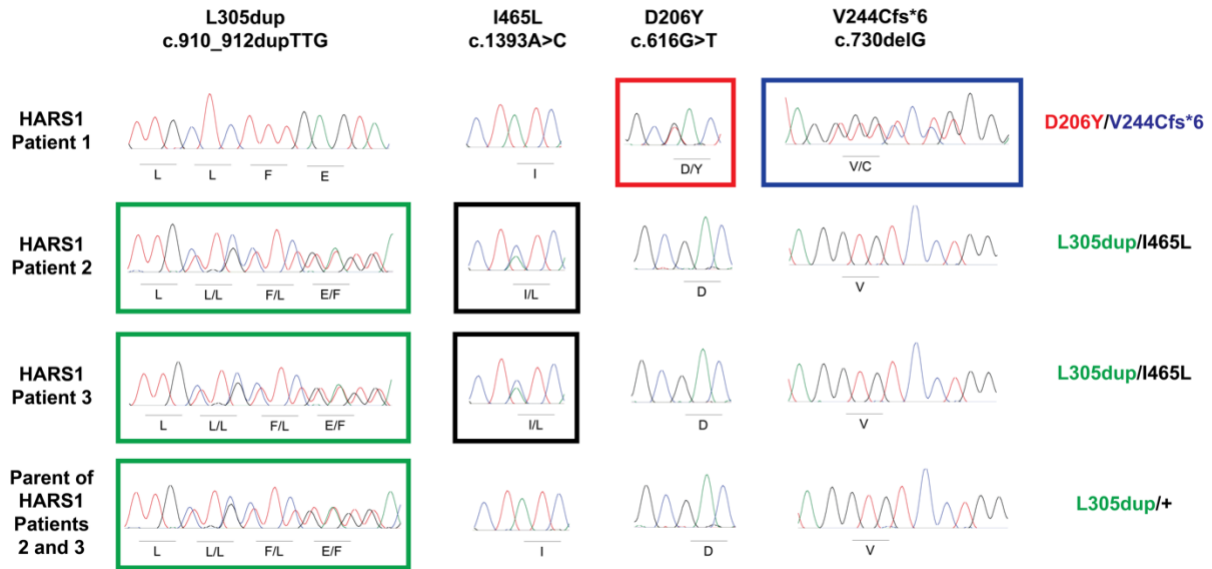 L305dup
c.910_912dupTTG
I465L
c.1393A>C
D206Y
c.616G>T
V244Cfs*6
c.730delG
HARS1
Patient 1
L L F E
I
D/Y
V/C
D206Y/V244Cfs*6
HARS1
Patient 2
L L/L F/L E/F
I/L
D
V
L305dup/I465L
HARS1
Patient 3
L L/L F/L E/F
I/L
D
V
L305dup/I465L
Parent of
HARS1
Patients
2 and 3
L L/L F/L E/F
I
D
V
L305dup/+